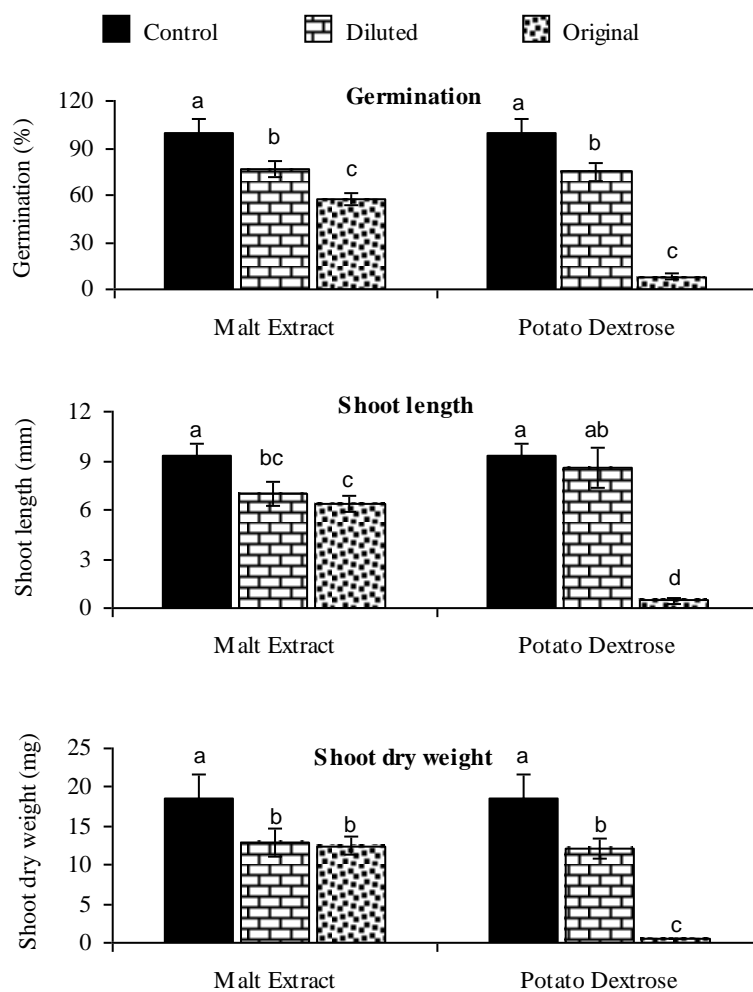 Control Diluted Original
Germination
Germination (%)
120
90
60
30
0
a b c a b c
Malt Extract Potato Dextrose
Shoot length
Shoot length (mm)
12
9
6
3
0
a bc c a ab d
Malt Extract Potato Dextrose
Shoot dry weight
Shoot dry weight (mg)
25
20
15
10
5
0
a b b a b c
Malt Extract Potato Dextrose